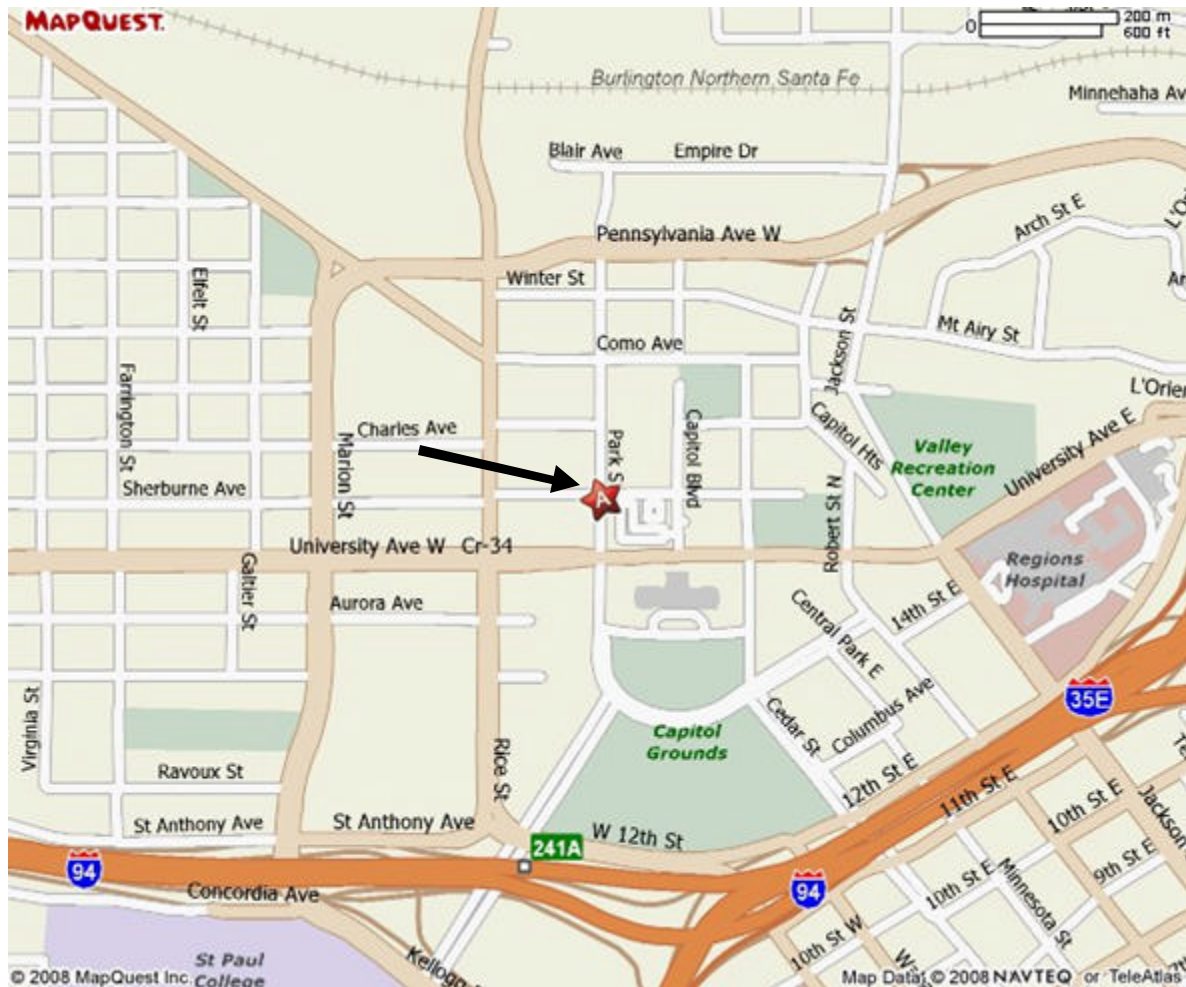 MAPQUEST.
0
200 m
600 ft
Burlington Northern Santa Fe
Minnehaha Av
Blair Ave
Empire Dr
Arch St E
L'Or
Pennsylvania Ave W
Winter St
Elfelt St
Ar
Mt Airy St
Como Ave
Jackson St
L'Orie
Farrington St
Charles Ave
Marion St
Park S
Capitol Blvd
Capitol Hts
Valley
Recreation
Center
University Ave E
Sherburne Ave
A
Robert St N
University Ave W
Cr-34
Galtier St
Regions
Hospital
Aurora Ave
14th St E
Central Park E
Virginia St
Capitol
Grounds
Cedar St
Columbus Ave
35E
Rice St
Ravoux St
12th St E
11th St E
10th St E
Jackson
St Anthony Ave
St Anthony Ave
241A
W 12th St
94
Concordia Ave
94
10th St E
Minnesota St
9th St E
10th St W
St Paul
College
Kellogg
© 2008 MapQuest Inc.
Map Data © 2008 NAVTEQ or TeleAtlas